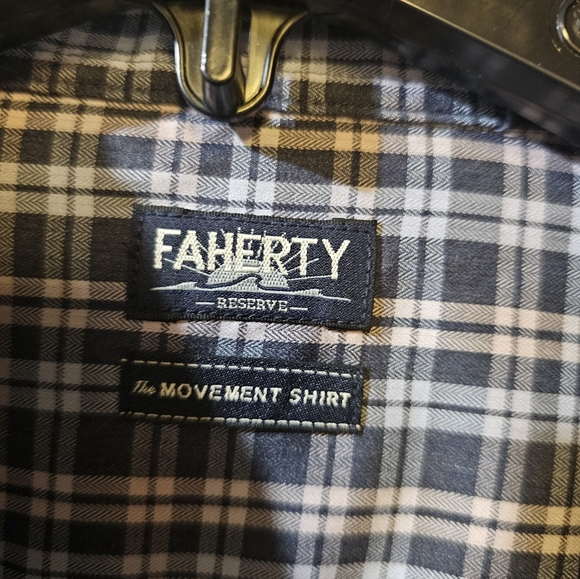 FAHERTY
— RESERVE —
The MOVEMENT SHIRT